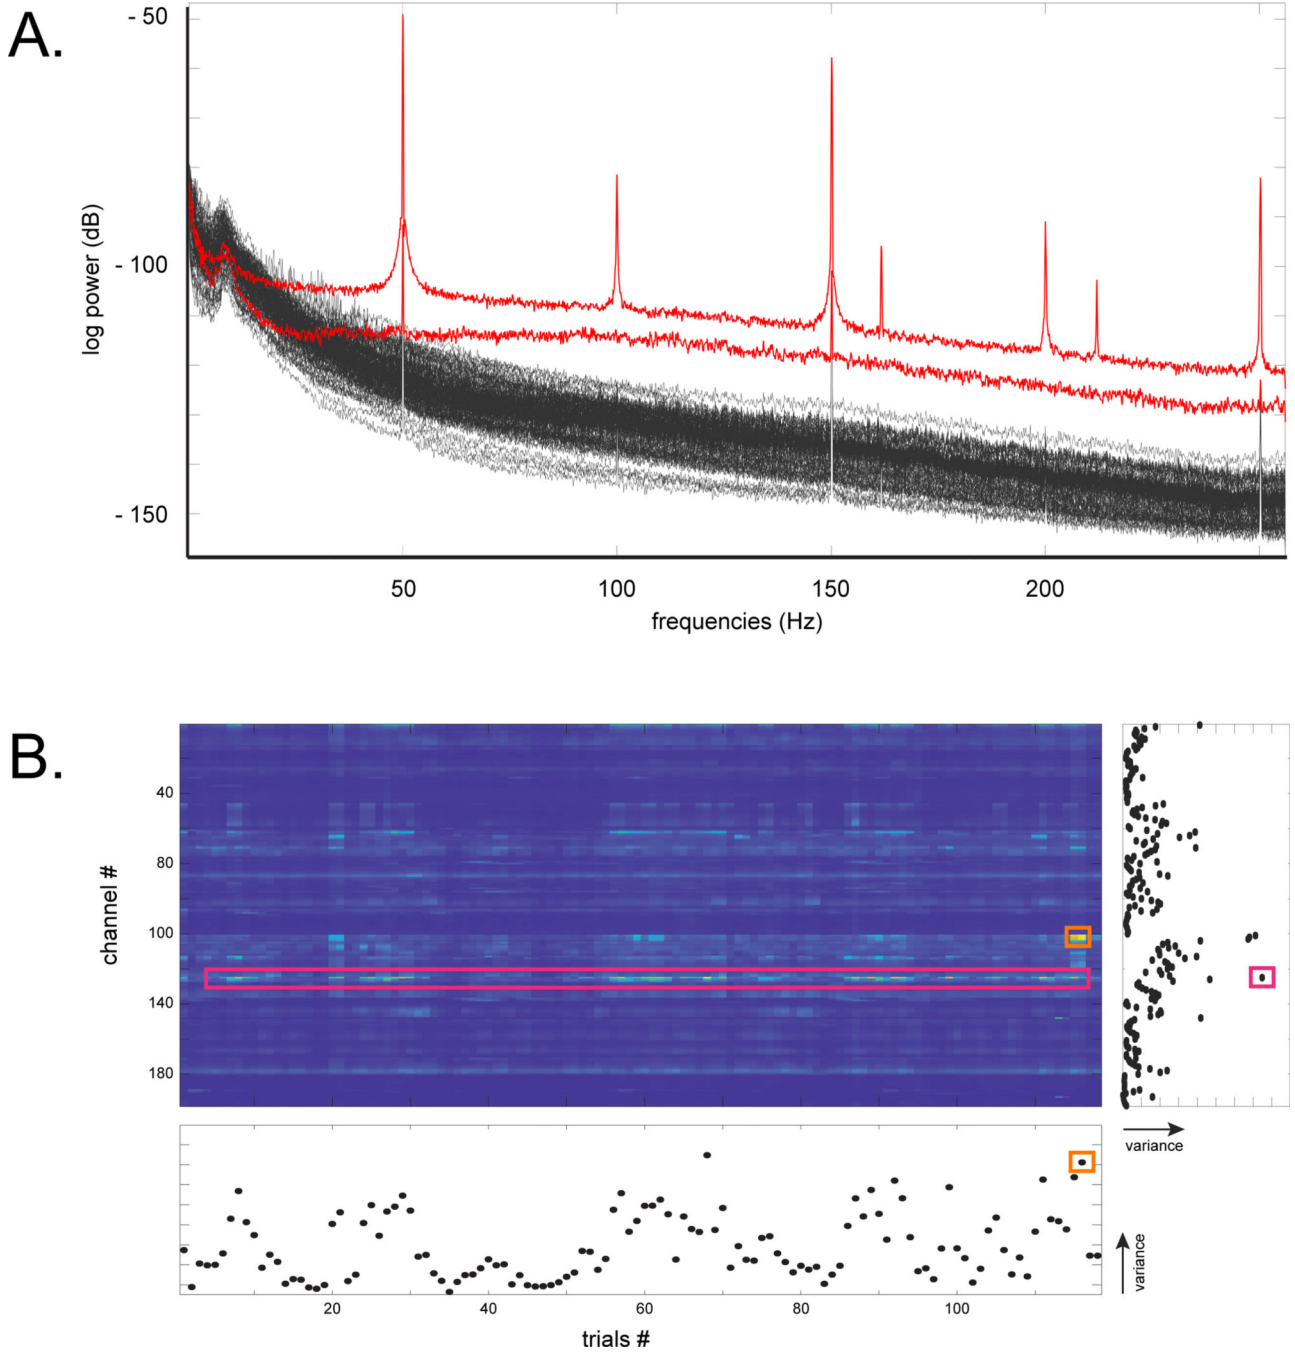 A.
- 50
- 100
- 150
log power (dB)
50 100 150 200
frequencies (Hz)
B.
40
80
100
140
180
channel #
variance
variance
20 40 60 80 100
trials #